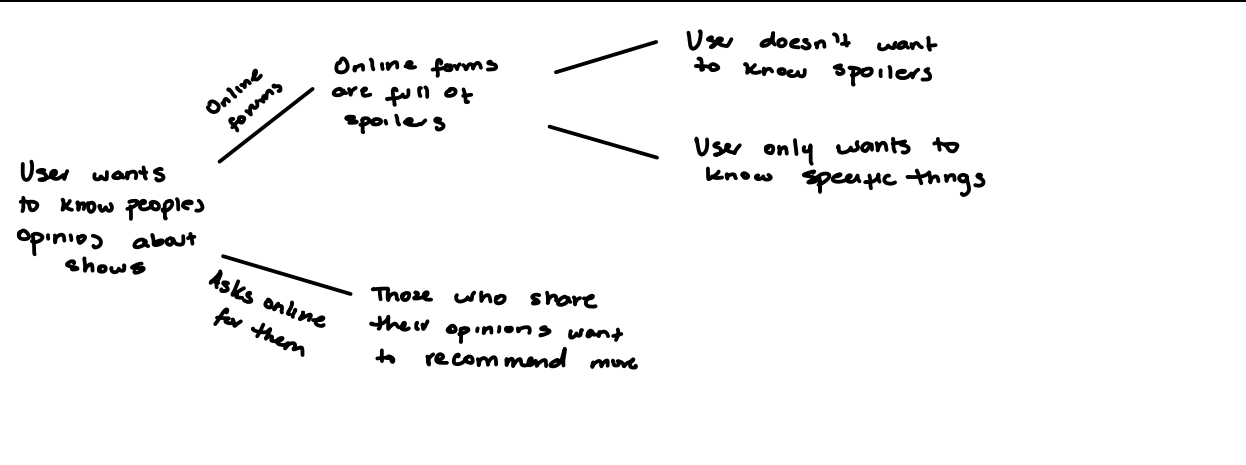 User wants
to know peoples
opinios about
shows
Online
forums
Online forms
are full of
spoilers
User doesn't want
to know spoilers
User only wants to
know specific thngs
Asks online
for them
Those who share
their opinions want
to recommend more